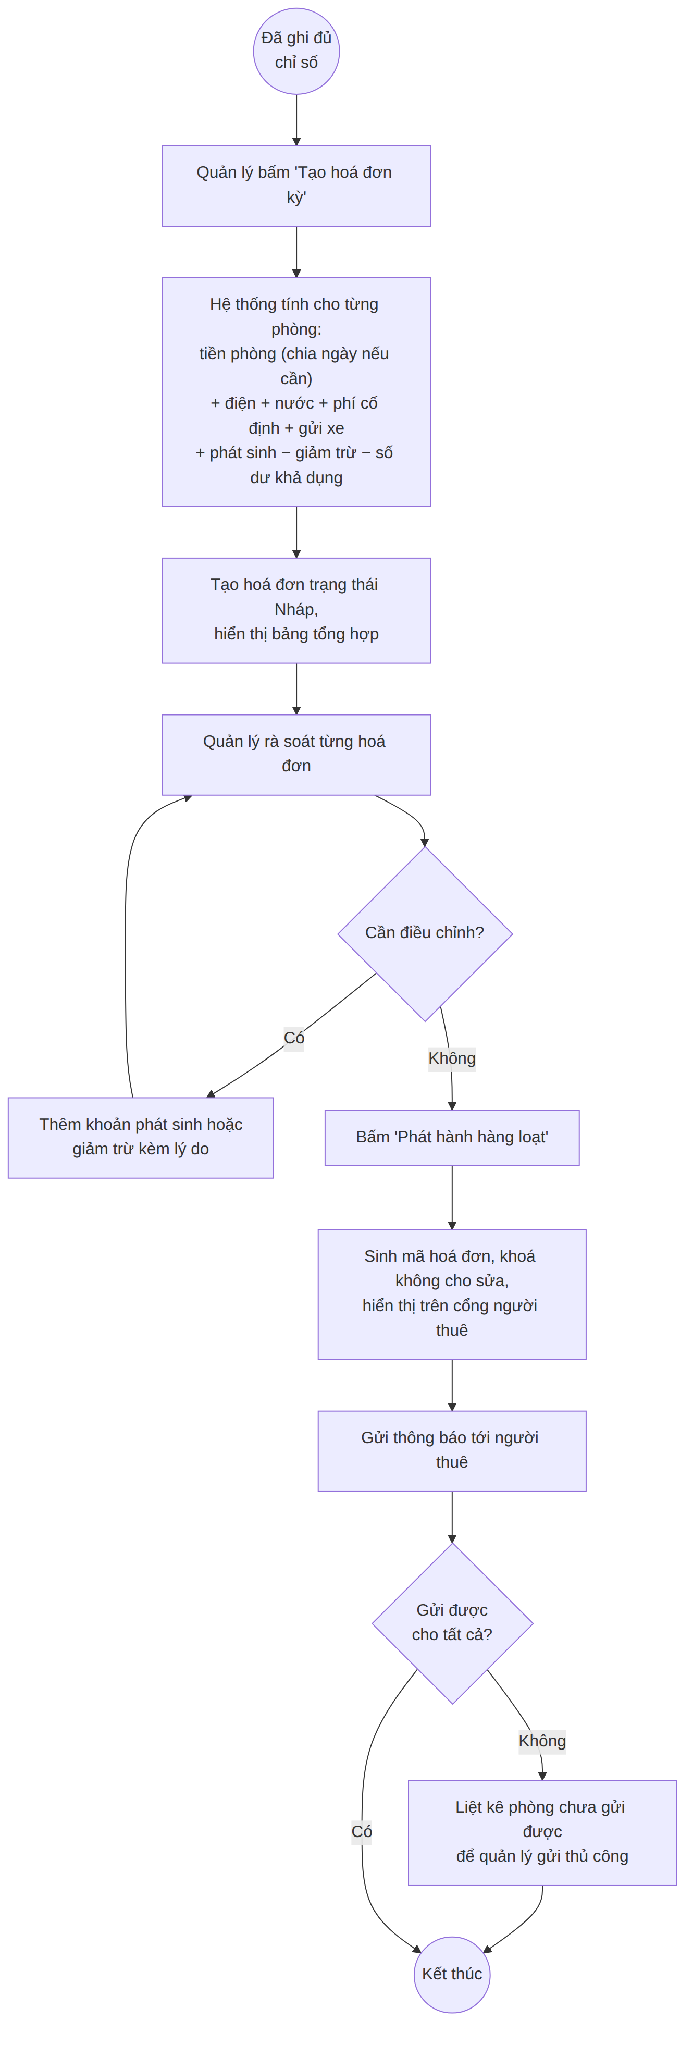 Đã ghi đủ
chỉ số
Quản lý bấm 'Tạo hoá đơn
kỳ'
Hệ thống tính cho từng
phòng:
tiền phòng (chia ngày nếu
cần)
+ điện + nước + phí cố
định + gửi xe
+ phát sinh − giảm trừ − số
dư khả dụng
Tạo hoá đơn trạng thái
Nháp,
hiển thị bảng tổng hợp
Quản lý rà soát từng hoá
đơn
Cần điều chỉnh?
Có
Không
Thêm khoản phát sinh hoặc
giảm trừ kèm lý do
Bấm 'Phát hành hàng loạt'
Sinh mã hoá đơn, khoá
không cho sửa,
hiển thị trên cổng người
thuê
Gửi thông báo tới người
thuê
Gửi được
cho tất cả?
Không
Có
Liệt kê phòng chưa gửi
được
để quản lý gửi thủ công
Kết thúc